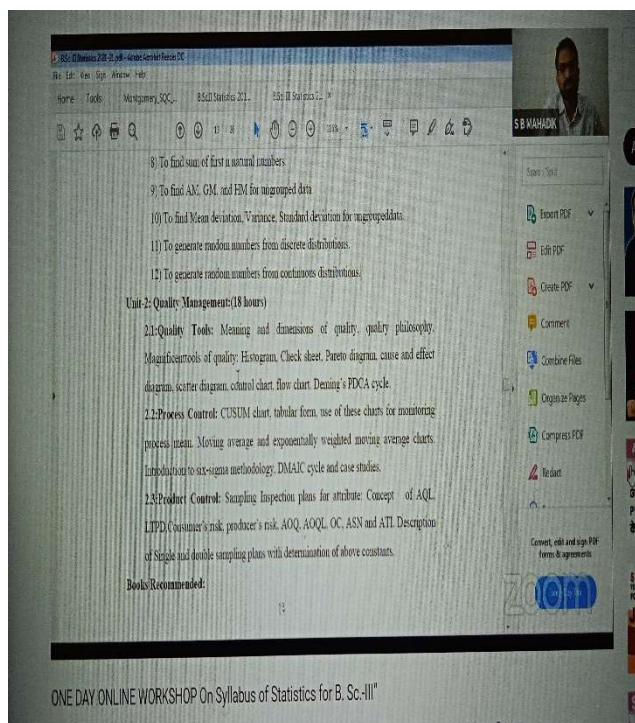 B.Sc. III Statistics 2021-21.pdf - Adobe Acrobat Reader DC
File Edit View Sign Window Help
Home Tools Montgomery_SQC_... B.Sc.II Statistics 201... B.Sc. III Statistics 2...
S B MAHADIK
8) To find sum of first n natural numbers.
9) To find AM, GM, and HM for ungrouped data
10) To find Mean deviation, Variance, Standard deviation for ungroupeddata.
11) To generate random numbers from discrete distributions.
12) To generate random numbers from continuous distributions.
Unit-2: Quality Management:(18 hours)
2.1:Quality Tools: Meaning and dimensions of quality, quality philosophy,
Magnificenttools of quality: Histogram, Check sheet, Pareto diagram, cause and effect
diagram, scatter diagram, control chart, flow chart. Deming's PDCA cycle.
2.2:Process Control: CUSUM chart, tabular form, use of these charts for monitoring
process mean. Moving average and exponentially weighted moving average charts.
Introduction to six-sigma methodology, DMAIC cycle and case studies.
2.3:Product Control: Sampling Inspection plans for attribute: Concept of AQL,
LTPD,Consumer's risk, producer's risk, AOQ, AOQL, OC, ASN and ATI. Description
of Single and double sampling plans with determination of above constants.
Books Recommended:
13
Export PDF
Edit PDF
Create PDF
Comment
Combine Files
Organize Pages
Compress PDF
Redact
Convert, edit and sign PDF
forms & agreements
zoom
ONE DAY ONLINE WORKSHOP On Syllabus of Statistics for B. Sc.-III"